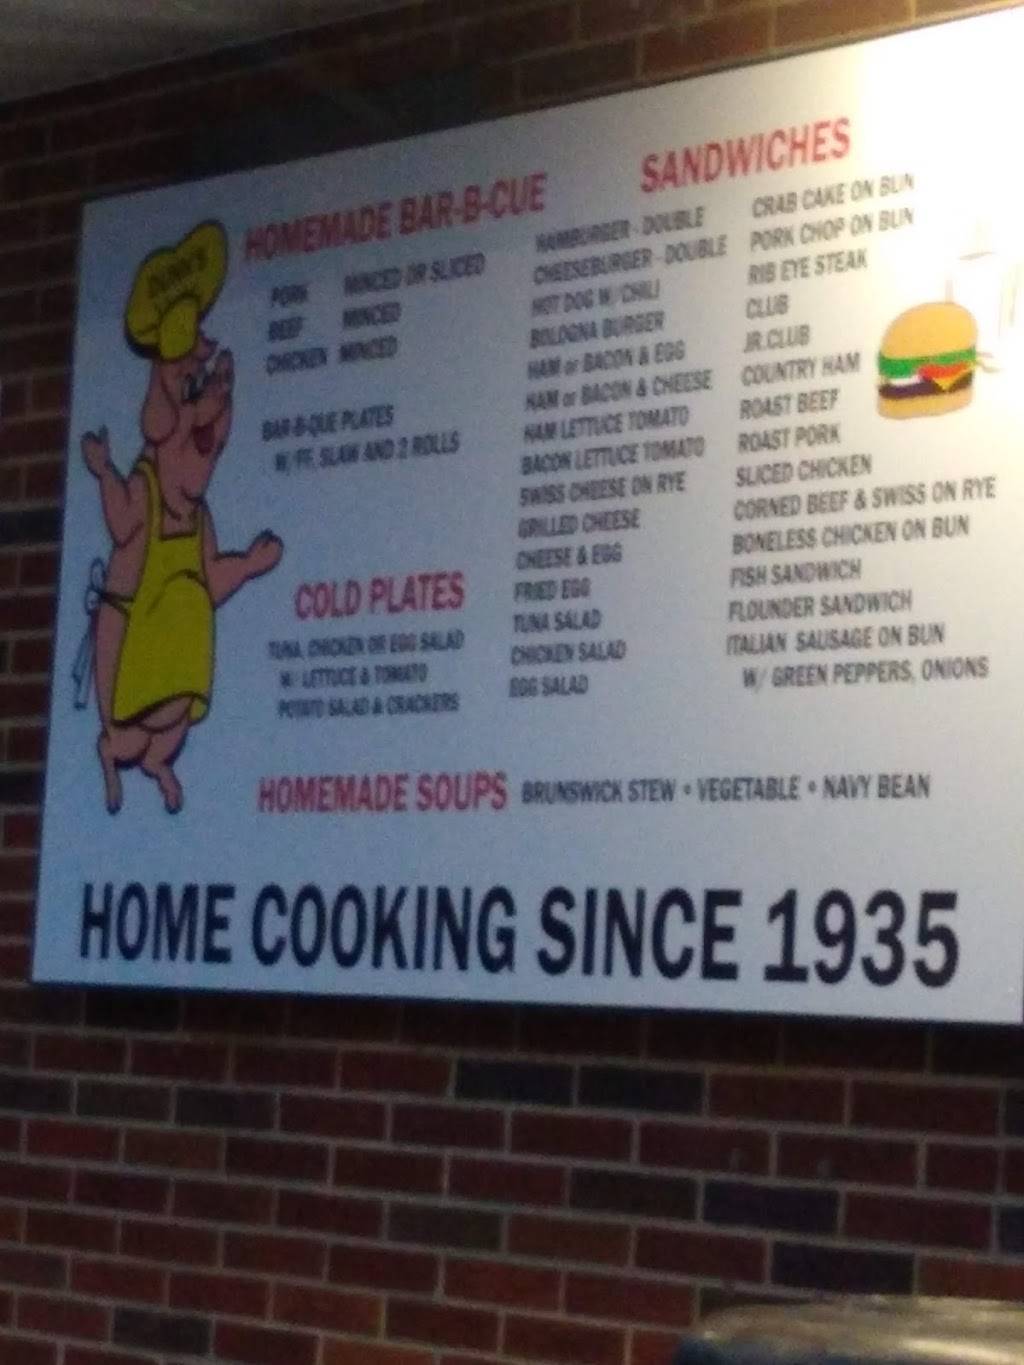 HOMEMADE BAR-B-CUE
PORK MINCED OR SLICED
BEEF MINCED
CHICKEN MINCED
BAR-B-QUE PLATES
W/ FF, SLAW AND 2 ROLLS
COLD PLATES
TUNA, CHICKEN OR EGG SALAD
W/ LETTUCE & TOMATO
POTATO SALAD & CRACKERS
SANDWICHES
HAMBURGER - DOUBLE
CHEESEBURGER - DOUBLE
HOT DOG W/ CHILI
BOLOGNA BURGER
HAM or BACON & EGG
HAM or BACON & CHEESE
HAM LETTUCE TOMATO
BACON LETTUCE TOMATO
SWISS CHEESE ON RYE
GRILLED CHEESE
CHEESE & EGG
FRIED EGG
TUNA SALAD
CHICKEN SALAD
EGG SALAD
CRAB CAKE ON BUN
PORK CHOP ON BUN
RIB EYE STEAK
CLUB
JR.CLUB
COUNTRY HAM
ROAST BEEF
ROAST PORK
SLICED CHICKEN
CORNED BEEF & SWISS ON RYE
BONELESS CHICKEN ON BUN
FISH SANDWICH
FLOUNDER SANDWICH
ITALIAN SAUSAGE ON BUN
W/ GREEN PEPPERS, ONIONS
HOMEMADE SOUPS BRUNSWICK STEW • VEGETABLE • NAVY BEAN
HOME COOKING SINCE 1935